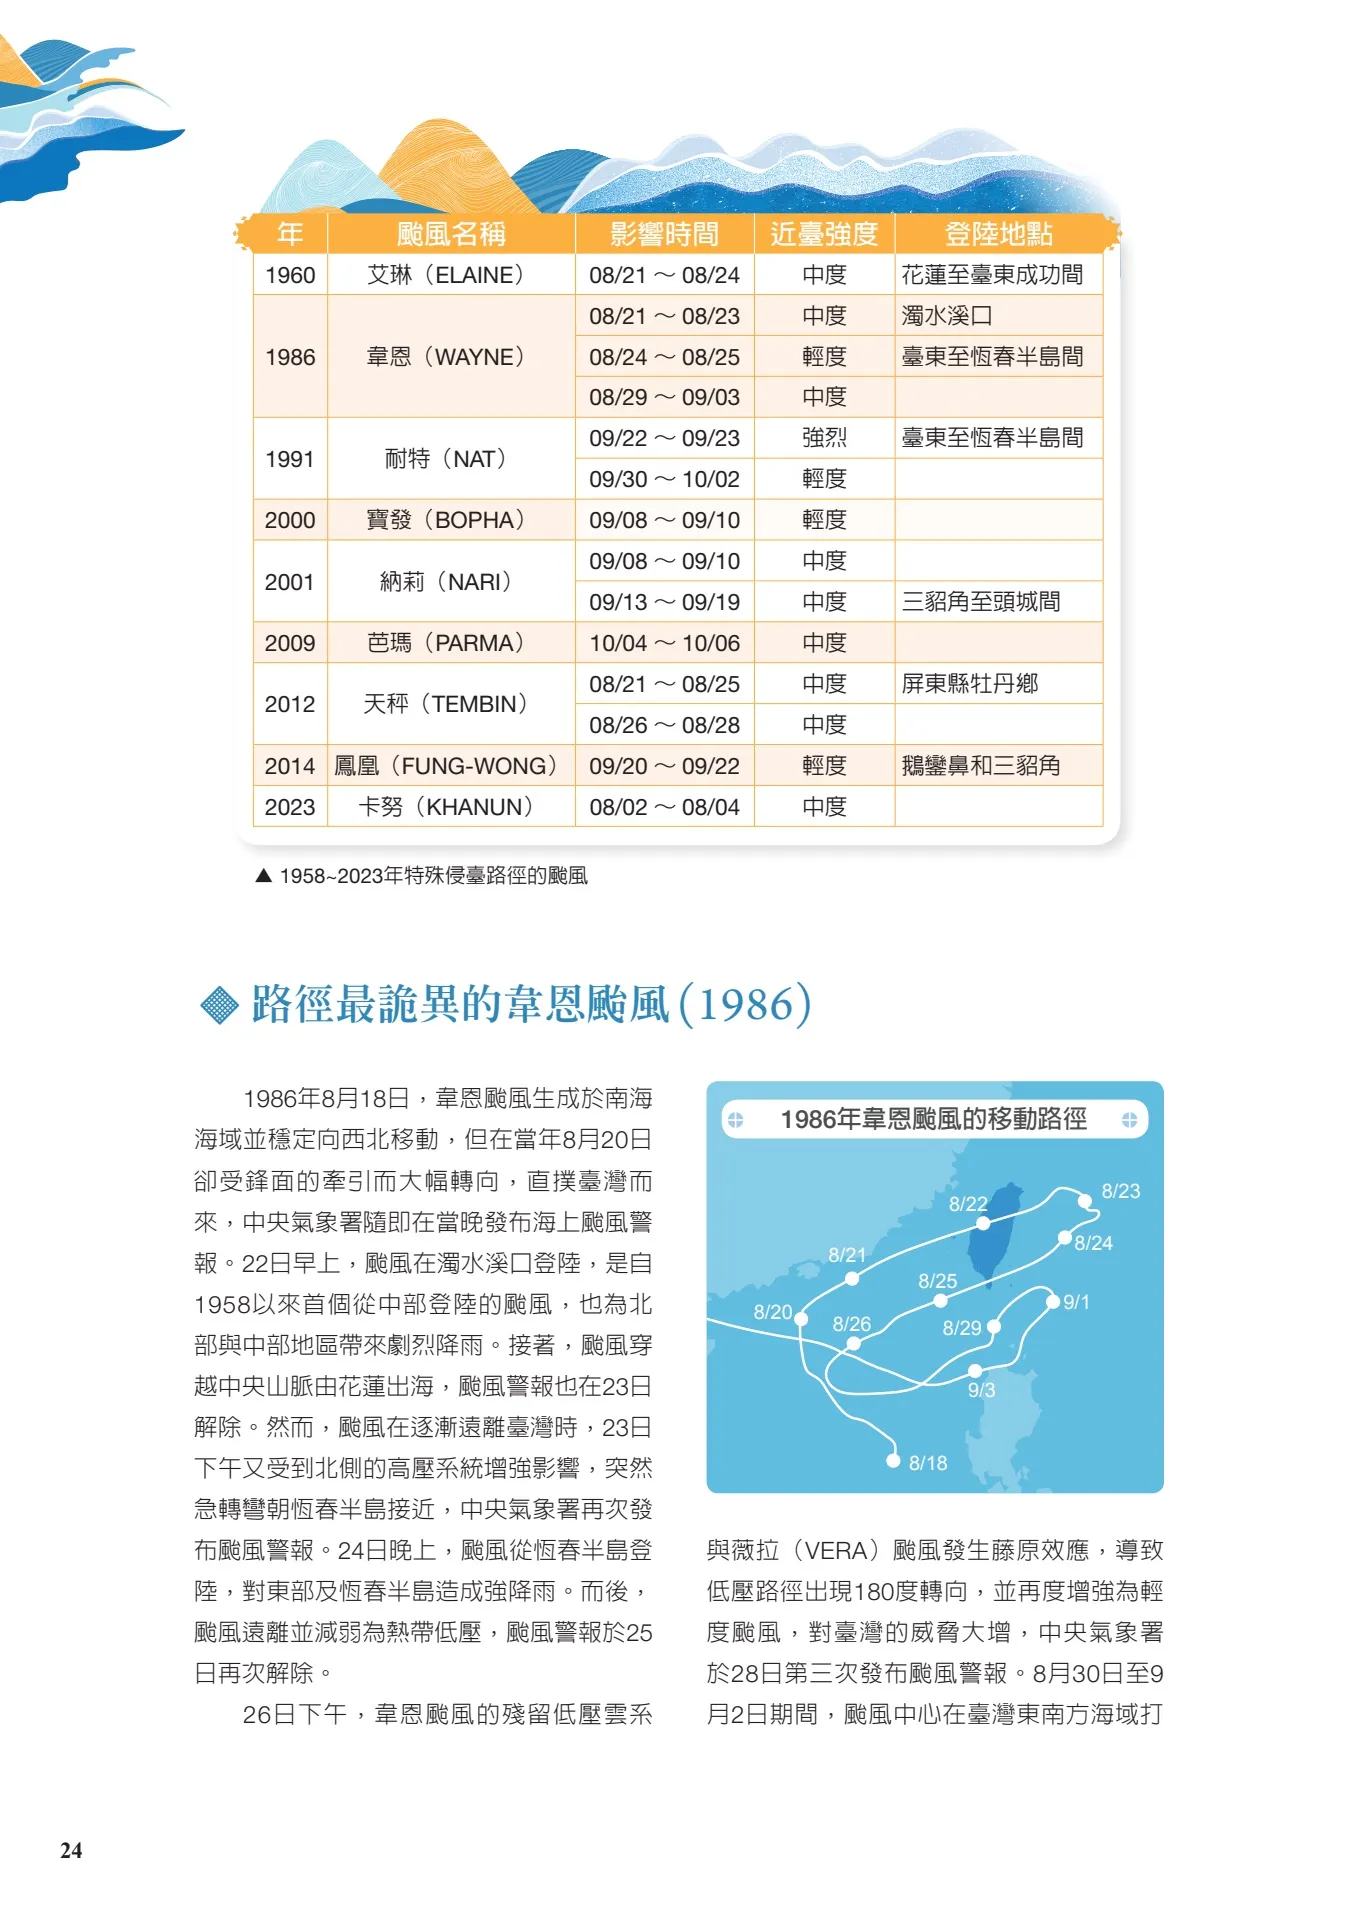 年 颱風名稱 影響時間 近臺強度 登陸地點
1960 艾琳（ELAINE） 08/21 ～ 08/24 中度 花蓮至臺東成功間
1986 韋恩（WAYNE） 08/21 ～ 08/23 中度 濁水溪口
08/24 ～ 08/25 輕度 臺東至恆春半島間
08/29 ～ 09/03 中度
1991 耐特（NAT） 09/22 ～ 09/23 強烈 臺東至恆春半島間
09/30 ～ 10/02 輕度
2000 寶發（BOPHA） 09/08 ～ 09/10 輕度
2001 納莉（NARI） 09/08 ～ 09/10 中度
09/13 ～ 09/19 中度 三貂角至頭城間
2009 芭瑪（PARMA） 10/04 ～ 10/06 中度
2012 天秤（TEMBIN） 08/21 ～ 08/25 中度 屏東縣牡丹鄉
08/26 ～ 08/28 中度
2014 鳳凰（FUNG-WONG） 09/20 ～ 09/22 輕度 鵝鑾鼻和三貂角
2023 卡努（KHANUN） 08/02 ～ 08/04 中度
▲ 1958~2023年特殊侵臺路徑的颱風
路徑最詭異的韋恩颱風(1986)
1986年8月18日，韋恩颱風生成於南海
海域並穩定向西北移動，但在當年8月20日
卻受鋒面的牽引而大幅轉向，直撲臺灣而
來，中央氣象署隨即在當晚發布海上颱風警
報。22日早上，颱風在濁水溪口登陸，是自
1958以來首個從中部登陸的颱風，也為北
部與中部地區帶來劇烈降雨。接著，颱風穿
越中央山脈由花蓮出海，颱風警報也在23日
解除。然而，颱風在逐漸遠離臺灣時，23日
下午又受到北側的高壓系統增強影響，突然
急轉彎朝恆春半島接近，中央氣象署再次發
布颱風警報。24日晚上，颱風從恆春半島登
陸，對東部及恆春半島造成強降雨。而後，
颱風遠離並減弱為熱帶低壓，颱風警報於25
日再次解除。
26日下午，韋恩颱風的殘留低壓雲系
1986年韋恩颱風的移動路徑
8/23
8/22
8/24
8/21
8/25
9/1
8/20
8/26
8/29
9/3
8/18
與薇拉（VERA）颱風發生藤原效應，導致
低壓路徑出現180度轉向，並再度增強為輕
度颱風，對臺灣的威脅大增，中央氣象署
於28日第三次發布颱風警報。8月30日至9
月2日期間，颱風中心在臺灣東南方海域打
24